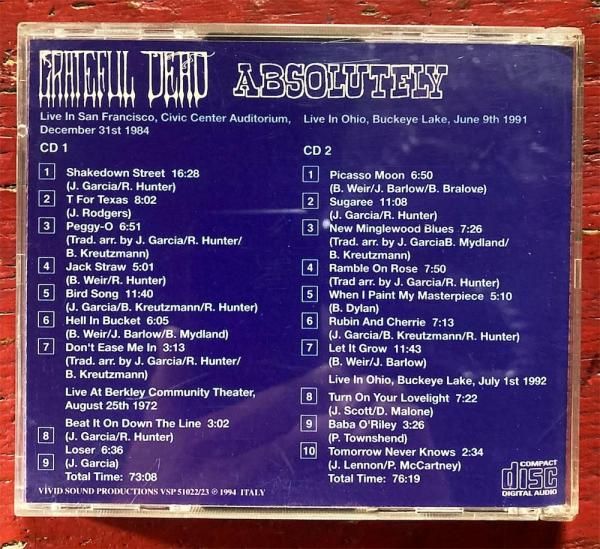 GRATEFUL DEAD ABSOLUTELY
Live In San Francisco, Civic Center Auditorium,
December 31st 1984
CD 1
1 Shakedown Street 16:28
(J. Garcia/R. Hunter)
2 T For Texas 8:02
(J. Rodgers)
3 Peggy-O 6:51
(Trad. arr. by J. Garcia/R. Hunter/
B. Kreutzmann)
4 Jack Straw 5:01
(B. Weir/R. Hunter)
5 Bird Song 11:40
(J. Garcia/B. Kreutzmann/R. Hunter)
6 Hell In Bucket 6:05
(B. Weir/J. Barlow/B. Mydland)
7 Don't Ease Me In 3:13
(Trad. arr. by J. Garcia/R. Hunter/
B. Kreutzmann)
Live At Berkley Community Theater,
August 25th 1972
Beat It On Down The Line 3:02
8 (J. Garcia/R. Hunter)
Loser 6:36
9 (J. Garcia)
Total Time: 73:08
Live In Ohio, Buckeye Lake, June 9th 1991
CD 2
1 Picasso Moon 6:50
(B. Weir/J. Barlow/B. Bralove)
2 Sugaree 11:08
(J. Garcia/R. Hunter)
3 New Minglewood Blues 7:26
(Trad. arr. by J. GarciaB. Mydland/
B. Kreutzmann)
4 Ramble On Rose 7:50
(Trad arr. by J. Garcia/R. Hunter)
5 When I Paint My Masterpiece 5:10
(B. Dylan)
6 Rubin And Cherrie 7:13
(J. Garcia/B. Kreutzmann/R. Hunter)
7 Let It Grow 11:43
(B. Weir/J. Barlow)
Live In Ohio, Buckeye Lake, July 1st 1992
8 Turn On Your Lovelight 7:22
(J. Scott/D. Malone)
9 Baba O'Riley 3:26
(P. Townshend)
10 Tomorrow Never Knows 2:34
(J. Lennon/P. McCartney)
Total Time: 76:19
VIVID SOUND PRODUCTIONS VSP 51022/23 ℗ 1994 ITALY
COMPACT
disc
DIGITAL AUDIO